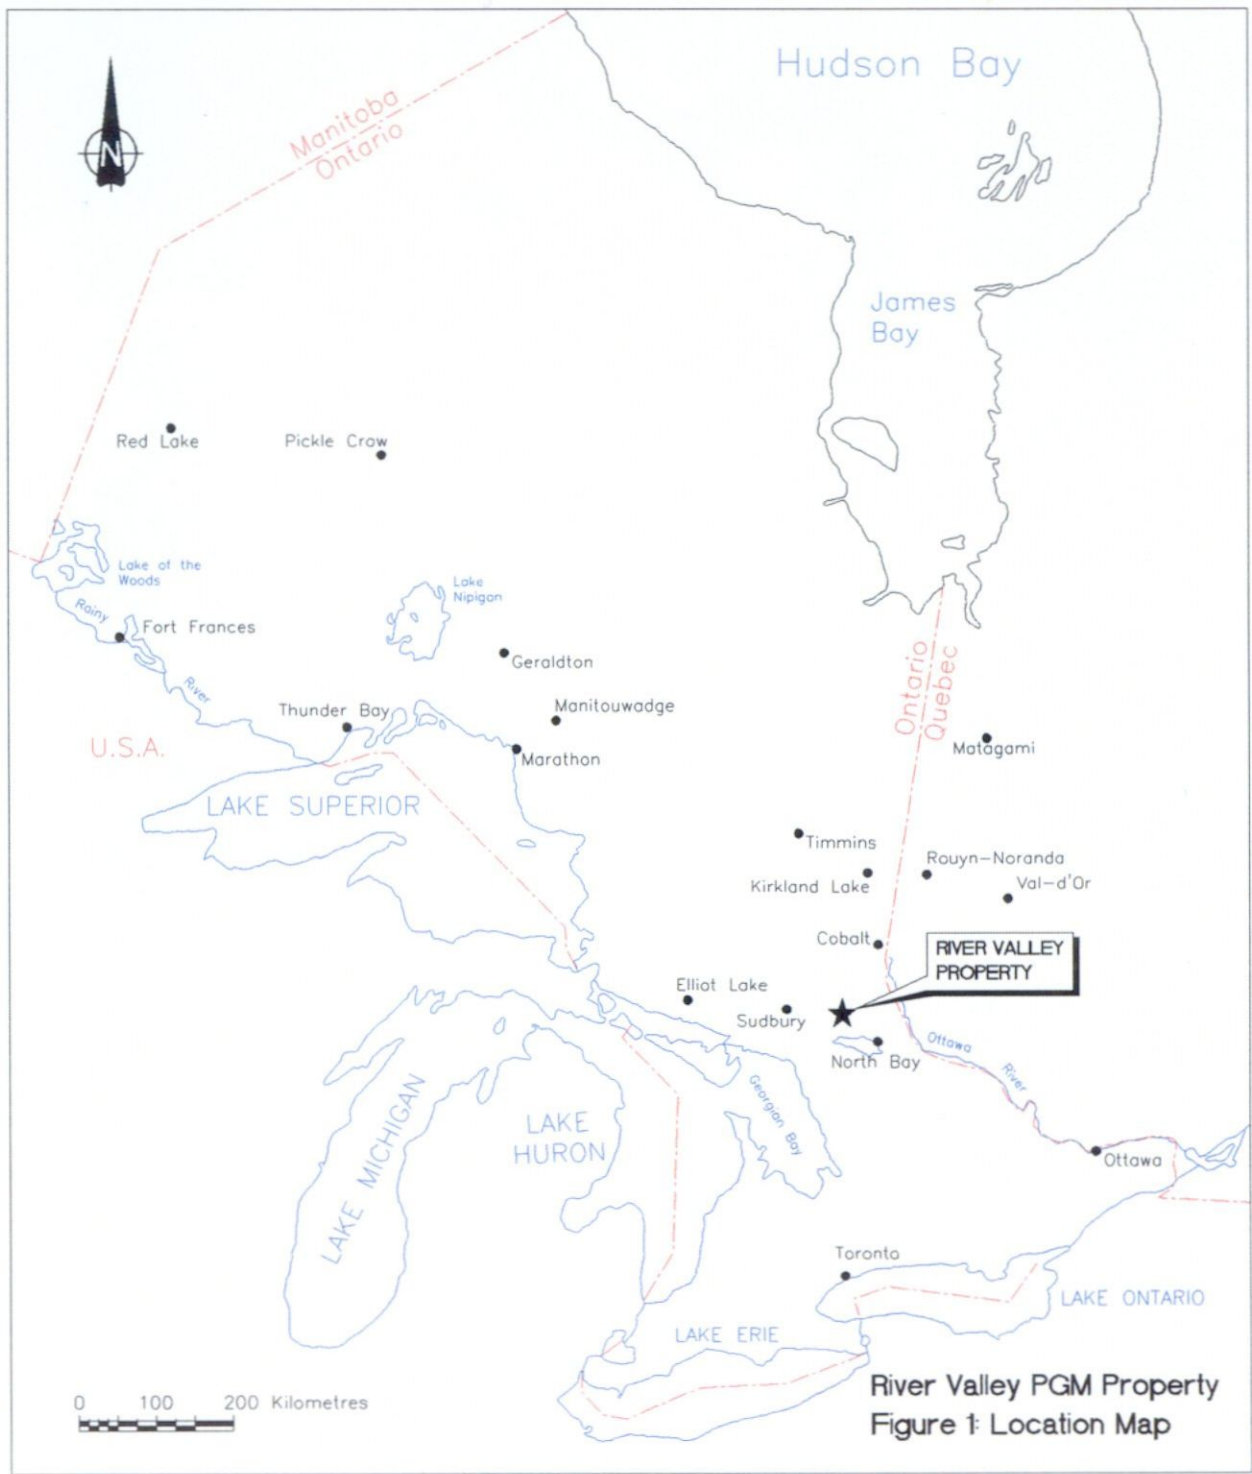 Hudson Bay
Manitoba
Ontario
N
James
Bay
Red Lake
Pickle Crow
Lake of the
Woods
Lake
Nipigon
Rainy
Fort Frances
River
Geraldton
Thunder Bay
Manitouwadge
Marathon
U.S.A.
LAKE SUPERIOR
Ontario
Quebec
Matagami
Timmins
Kirkland Lake
Rouyn-Noranda
Val-d'Or
Cobalt
RIVER VALLEY
PROPERTY
Elliot Lake
Sudbury
North Bay
Ottawa
River
Georgian Bay
LAKE MICHIGAN
LAKE
HURON
Ottawa
Toronto
LAKE ONTARIO
LAKE ERIE
0 100 200 Kilometres
River Valley PGM Property
Figure 1: Location Map